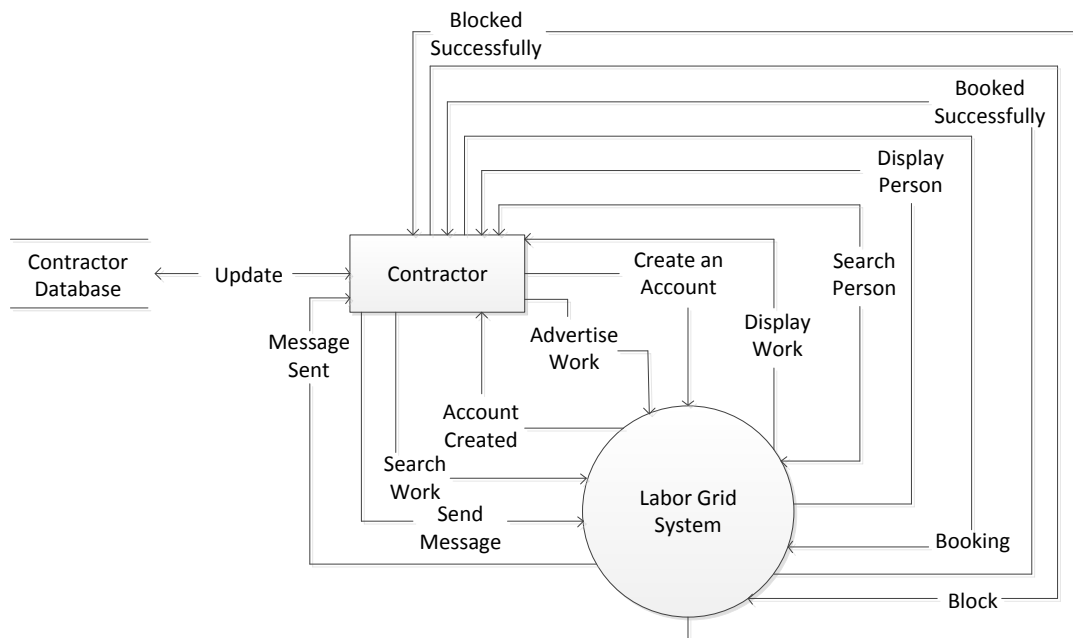 Blocked
Successfully
Booked
Successfully
Display
Person
Contractor
Database
Update
Contractor
Create an
Account
Search
Person
Message
Sent
Advertise
Work
Display
Work
Account
Created
Search
Work
Send
Message
Labor Grid
System
Booking
Block